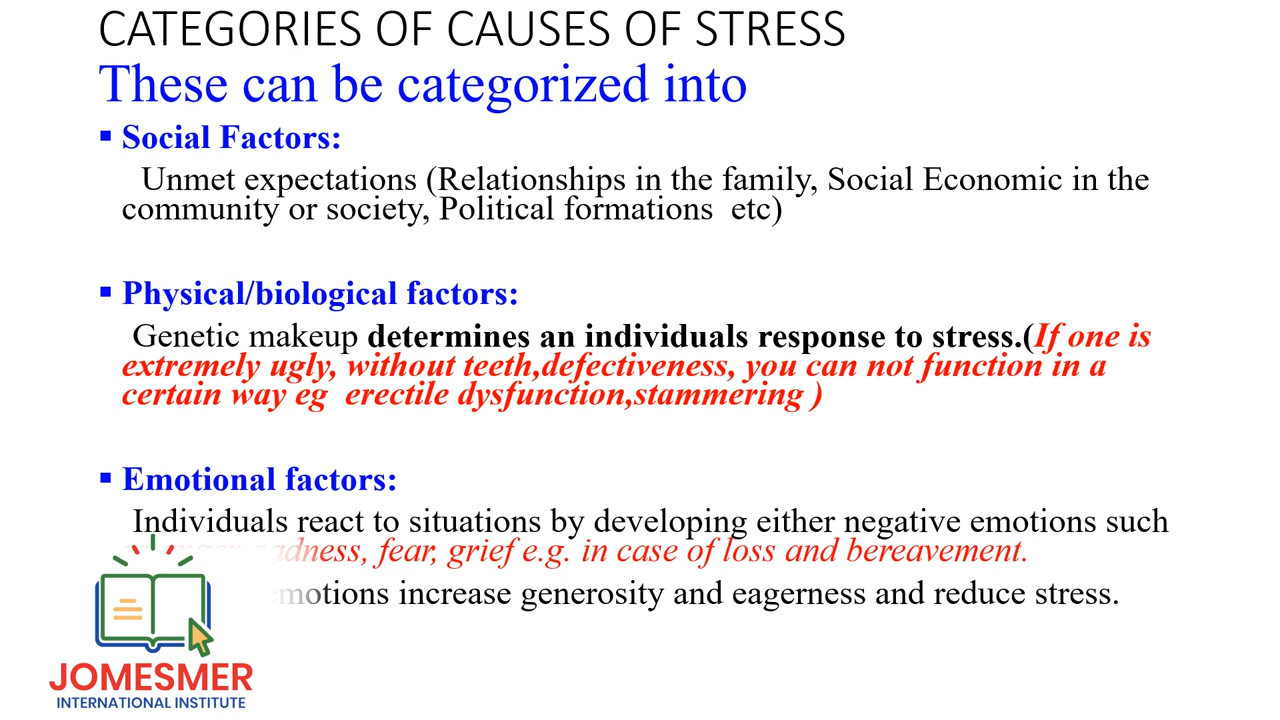 CATEGORIES OF CAUSES OF STRESS
These can be categorized into
▪ Social Factors:
Unmet expectations (Relationships in the family, Social Economic in the
community or society, Political formations etc)
▪ Physical/biological factors:
Genetic makeup determines an individuals response to stress.(If one is
extremely ugly, without teeth,defectiveness, you can not function in a
certain way eg erectile dysfunction,stammering )
▪ Emotional factors:
Individuals react to situations by developing either negative emotions such
sadness, fear, grief e.g. in case of loss and bereavement.
emotions increase generosity and eagerness and reduce stress.
JOMESMER
INTERNATIONAL INSTITUTE